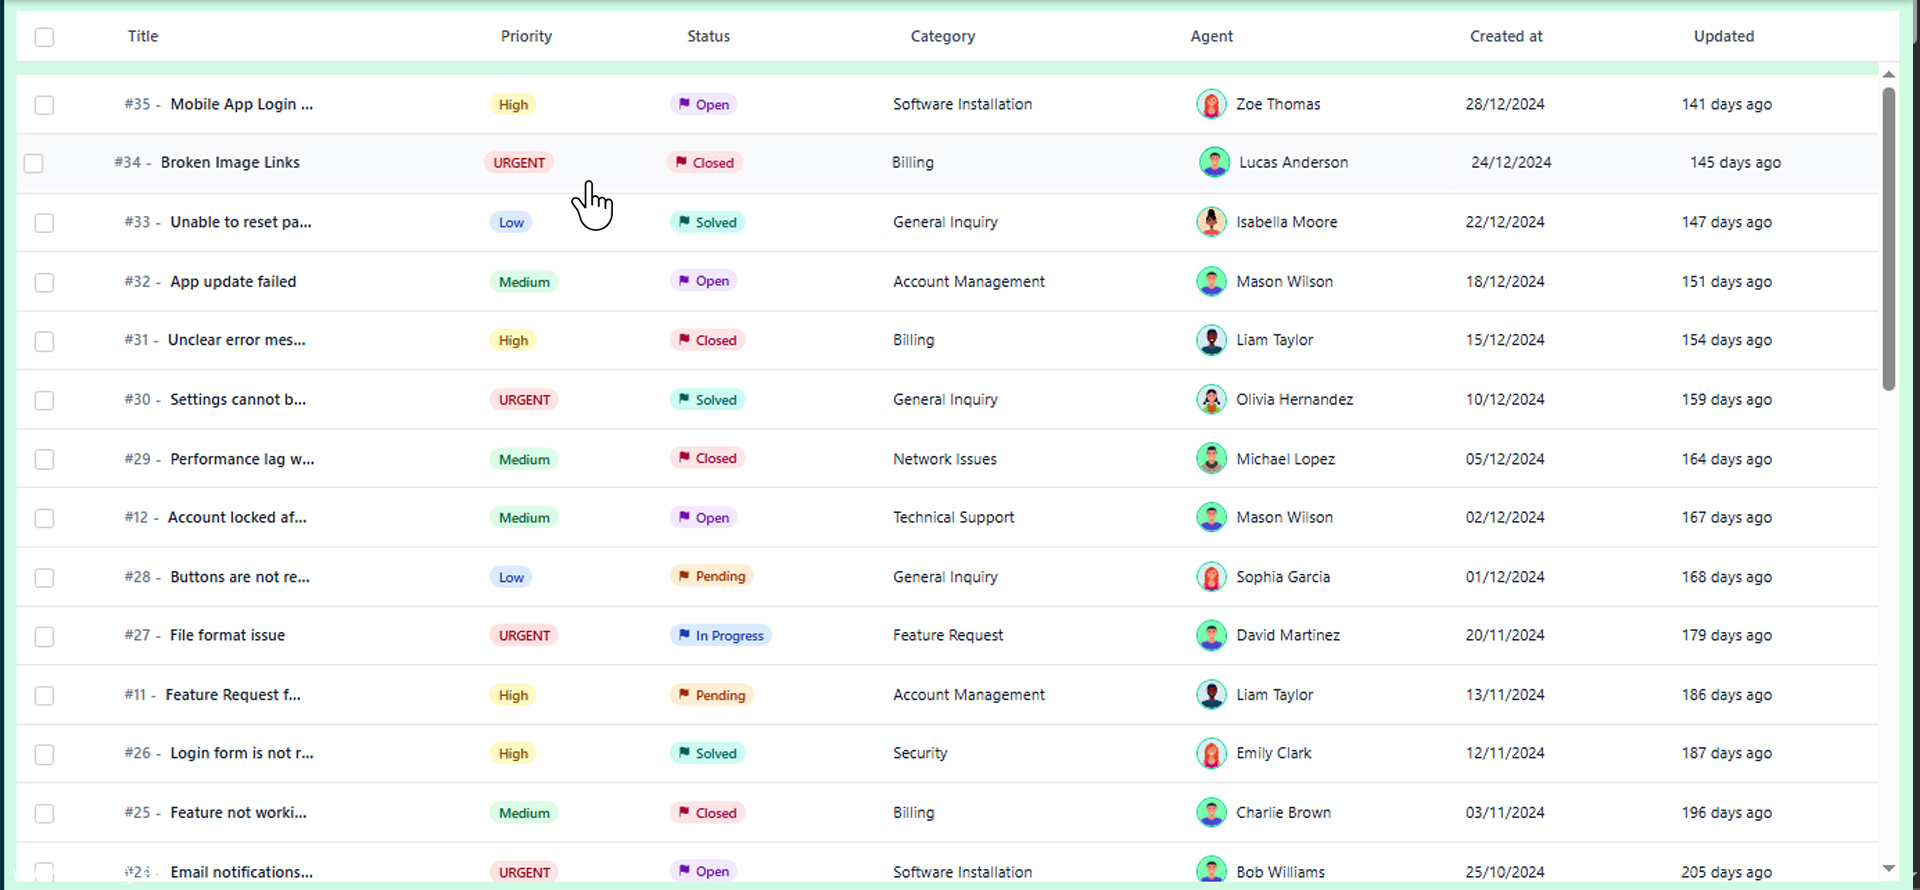 Title Priority Status Category Agent Created at Updated
#35 - Mobile App Login ... High Open Software Installation Zoe Thomas 28/12/2024 141 days ago
#34 - Broken Image Links URGENT Closed Billing Lucas Anderson 24/12/2024 145 days ago
#33 - Unable to reset pa... Low Solved General Inquiry Isabella Moore 22/12/2024 147 days ago
#32 - App update failed Medium Open Account Management Mason Wilson 18/12/2024 151 days ago
#31 - Unclear error mes... High Closed Billing Liam Taylor 15/12/2024 154 days ago
#30 - Settings cannot b... URGENT Solved General Inquiry Olivia Hernandez 10/12/2024 159 days ago
#29 - Performance lag w... Medium Closed Network Issues Michael Lopez 05/12/2024 164 days ago
#12 - Account locked af... Medium Open Technical Support Mason Wilson 02/12/2024 167 days ago
#28 - Buttons are not re... Low Pending General Inquiry Sophia Garcia 01/12/2024 168 days ago
#27 - File format issue URGENT In Progress Feature Request David Martinez 20/11/2024 179 days ago
#11 - Feature Request f... High Pending Account Management Liam Taylor 13/11/2024 186 days ago
#26 - Login form is not r... High Solved Security Emily Clark 12/11/2024 187 days ago
#25 - Feature not worki... Medium Closed Billing Charlie Brown 03/11/2024 196 days ago
Email notifications... URGENT Open Software Installation Bob Williams 25/10/2024 205 days ago